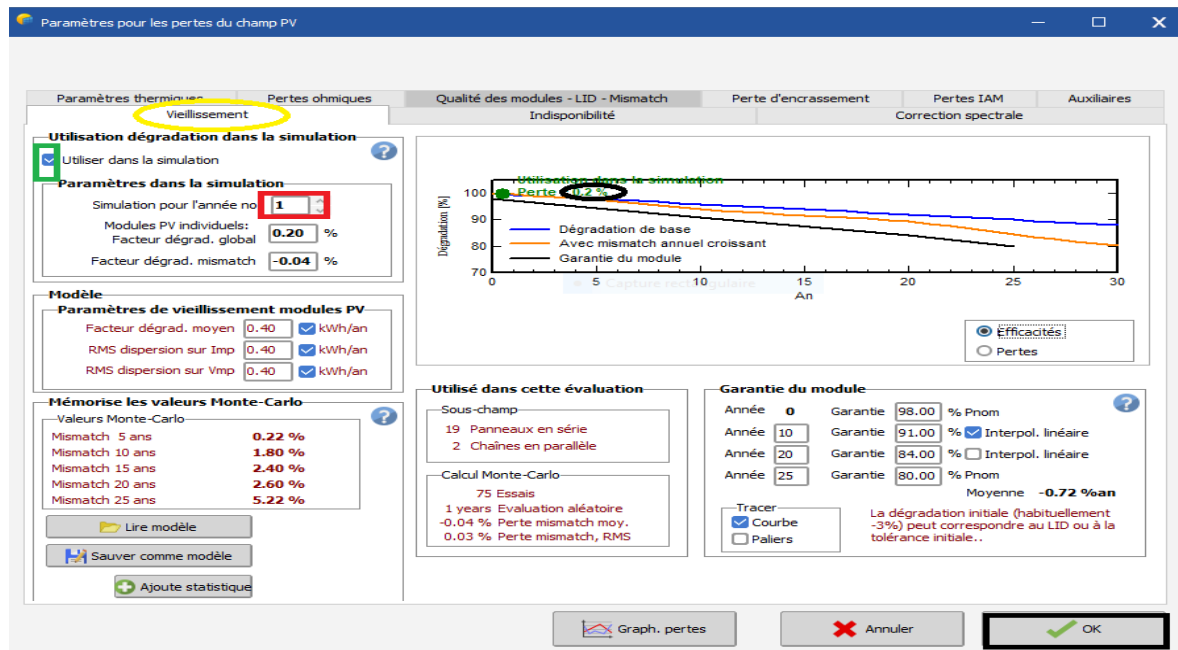 Paramètres pour les pertes du champ PV
Paramètres thermiques Pertes ohmiques Qualité des modules - LID - Mismatch Perte d'encrassement Pertes IAM Auxiliaires
Vieillissement Indisponibilité Correction spectrale
Utilisation dégradation dans la simulation
Utiliser dans la simulation
Paramètres dans la simulation
Simulation pour l'année no 1
Modules PV individuels:
Facteur dégrad. global 0.20 %
Facteur dégrad. mismatch -0.04 %
Modèle
Paramètres de vieillissement modules PV
Facteur dégrad. moyen 0.40 kWh/an
RMS dispersion sur Imp 0.40 kWh/an
RMS dispersion sur Vmp 0.40 kWh/an
Mémorise les valeurs Monte-Carlo
Valeurs Monte-Carlo
Mismatch 5 ans 0.22 %
Mismatch 10 ans 1.80 %
Mismatch 15 ans 2.40 %
Mismatch 20 ans 2.60 %
Mismatch 25 ans 5.22 %
Lire modèle
Sauver comme modèle
Ajoute statistique
Utilisation dans la simulation
Perte 0.2 %
Dégradation [%]
100
90
80
70
Dégradation de base
Avec mismatch annuel croissant
Garantie du module
0 5 10 15 20 25 30
Capture rectangulaire
An
Efficacités
Pertes
Utilisé dans cette évaluation
Sous-champ
19 Panneaux en série
2 Chaînes en parallèle
Calcul Monte-Carlo
75 Essais
1 years Evaluation aléatoire
-0.04 % Perte mismatch moy.
0.03 % Perte mismatch, RMS
Garantie du module
Année 0 Garantie 98.00 % Pnom
Année 10 Garantie 91.00 % Interpol. linéaire
Année 20 Garantie 84.00 % Interpol. linéaire
Année 25 Garantie 80.00 % Pnom
Moyenne -0.72 %an
Tracer
Courbe
Paliers
La dégradation initiale (habituellement
-3%) peut correspondre au LID ou à la
tolérance initiale..
Graph. pertes Annuler OK